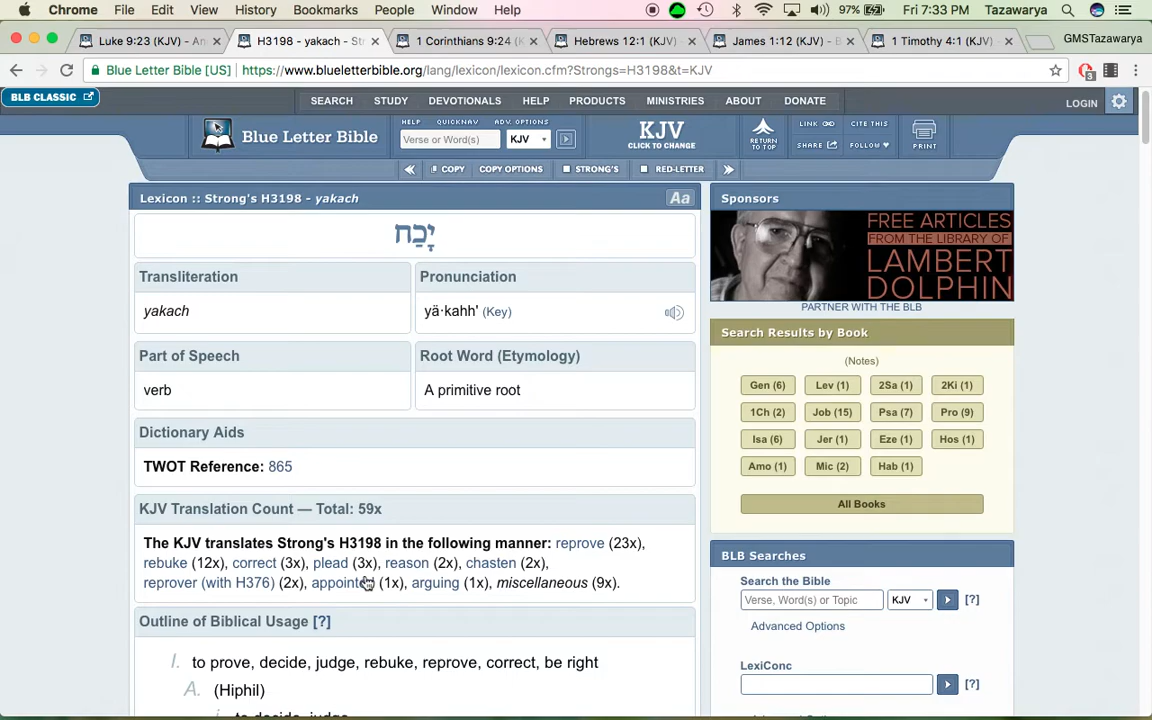 Chrome File Edit View History Bookmarks People Window Help 97% Fri 7:33 PM Tazawarya
Luke 9:23 (KJV) - A H3198 - yakach - St 1 Corinthians 9:24 (K Hebrews 12:1 (KJV) - James 1:12 (KJV) - B 1 Timothy 4:1 (KJV) GMSTazawarya
Blue Letter Bible [US] https://www.blueletterbible.org/lang/lexicon/lexicon.cfm?Strongs=H3198&t=KJV 3
BLB CLASSIC
SEARCH STUDY DEVOTIONALS HELP PRODUCTS MINISTRIES ABOUT DONATE LOGIN
Blue Letter Bible
HELP QUICKNAV ADV. OPTIONS
Verse or Word(s) KJV
KJV
CLICK TO CHANGE
RETURN
TO TOP
LINK CITE THIS
SHARE FOLLOW
PRINT
COPY COPY OPTIONS STRONG'S RED-LETTER
Lexicon :: Strong's H3198 - yakach Aa
יָכַח
Transliteration
yakach
Pronunciation
yä·kahh' (Key)
Part of Speech
verb
Root Word (Etymology)
A primitive root
Dictionary Aids
TWOT Reference: 865
KJV Translation Count — Total: 59x
The KJV translates Strong's H3198 in the following manner: reprove (23x),
rebuke (12x), correct (3x), plead (3x), reason (2x), chasten (2x),
reprover (with H376) (2x), appoint (1x), arguing (1x), miscellaneous (9x).
Outline of Biblical Usage [?]
I. to prove, decide, judge, rebuke, reprove, correct, be right
A. (Hiphil)
i. to decide, judge
Sponsors
FREE ARTICLES
FROM THE LIBRARY OF
LAMBERT
DOLPHIN
PARTNER WITH THE BLB
Search Results by Book
(Notes)
Gen (6) Lev (1) 2Sa (1) 2Ki (1)
1Ch (2) Job (15) Psa (7) Pro (9)
Isa (6) Jer (1) Eze (1) Hos (1)
Amo (1) Mic (2) Hab (1)
All Books
BLB Searches
Search the Bible
Verse, Word(s) or Topic KJV [?]
Advanced Options
LexiConc
[?]